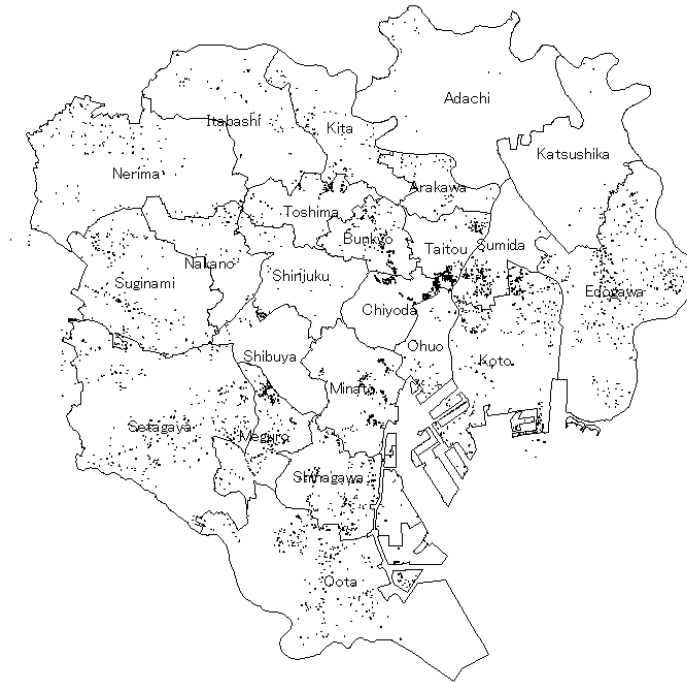 Adachi
Itabashi
Kita
Katsushika
Nerima
Arakawa
Toshima
Bunkyo
Taitou
Sumida
Nakano
Shinjuku
Suginami
Edogawa
Chiyoda
Ohuo
Shibuya
Koto
Minato
Setagaya
Meguro
Shinagawa
Oota